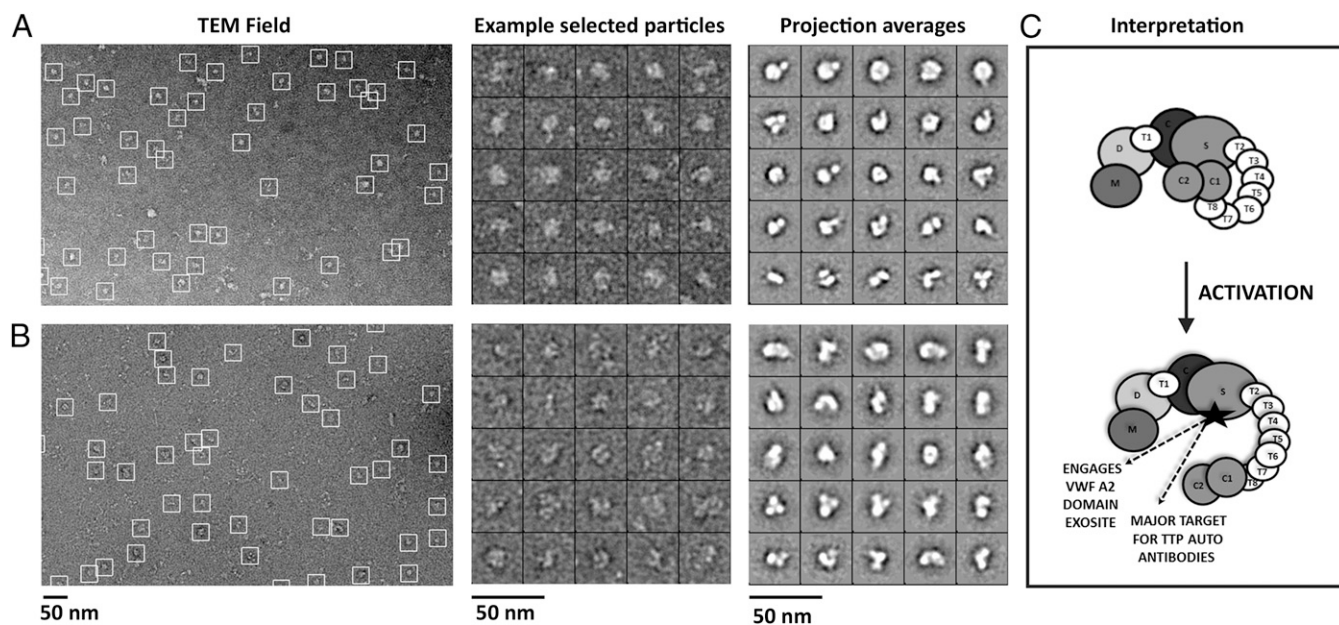 A
TEM Field
Example selected particles
Projection averages
C
Interpretation
D
T1
C
S
T2
T3
T4
T5
T6
T7
T8
C1
C2
M
ACTIVATION
B
D
T1
C
S
T2
T3
T4
T5
T6
T7
T8
C1
C2
M
ENGAGES
VWF A2
DOMAIN
EXOSITE
MAJOR TARGET
FOR TTP AUTO
ANTIBODIES
50 nm
50 nm
50 nm